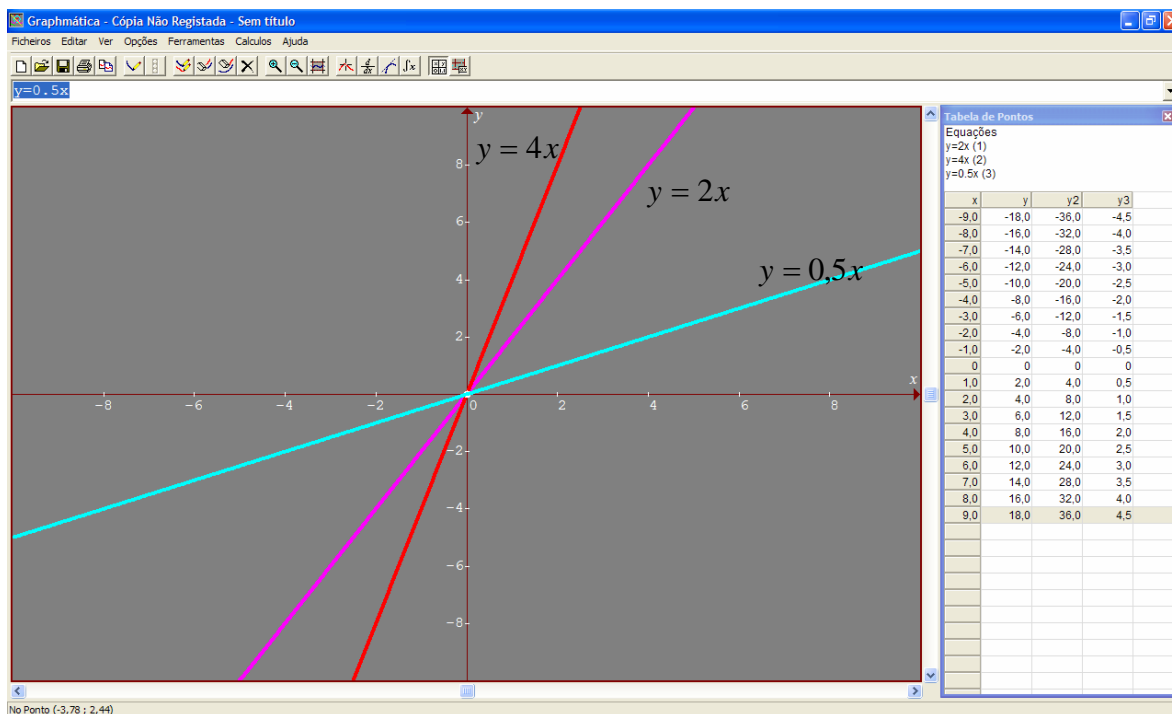 Graphmática - Cópia Não Registada - Sem título
Ficheiros Editar Ver Opções Ferramentas Calculos Ajuda
y=0.5x
y
y = 4x
y = 2x
y = 0,5x
x
8
6
4
2
-8 -6 -4 -2 0 2 4 6 8
-2
-4
-6
-8
Tabela de Pontos
Equações
y=2x (1)
y=4x (2)
y=0.5x (3)
x y y2 y3
-9,0 -18,0 -36,0 -4,5
-8,0 -16,0 -32,0 -4,0
-7,0 -14,0 -28,0 -3,5
-6,0 -12,0 -24,0 -3,0
-5,0 -10,0 -20,0 -2,5
-4,0 -8,0 -16,0 -2,0
-3,0 -6,0 -12,0 -1,5
-2,0 -4,0 -8,0 -1,0
-1,0 -2,0 -4,0 -0,5
0 0 0 0
1,0 2,0 4,0 0,5
2,0 4,0 8,0 1,0
3,0 6,0 12,0 1,5
4,0 8,0 16,0 2,0
5,0 10,0 20,0 2,5
6,0 12,0 24,0 3,0
7,0 14,0 28,0 3,5
8,0 16,0 32,0 4,0
9,0 18,0 36,0 4,5
No Ponto (-3,78 ; 2,44)